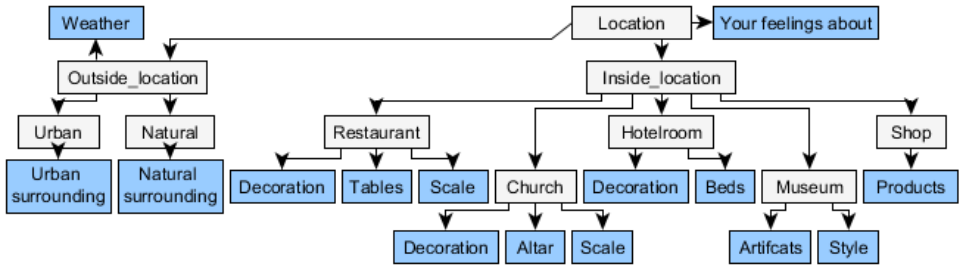 Weather
Location
Your feelings about
Outside_location
Inside_location
Urban
Natural
Restaurant
Hotelroom
Shop
Urban
surrounding
Natural
surrounding
Decoration
Tables
Scale
Church
Decoration
Beds
Museum
Products
Decoration
Altar
Scale
Artifcats
Style